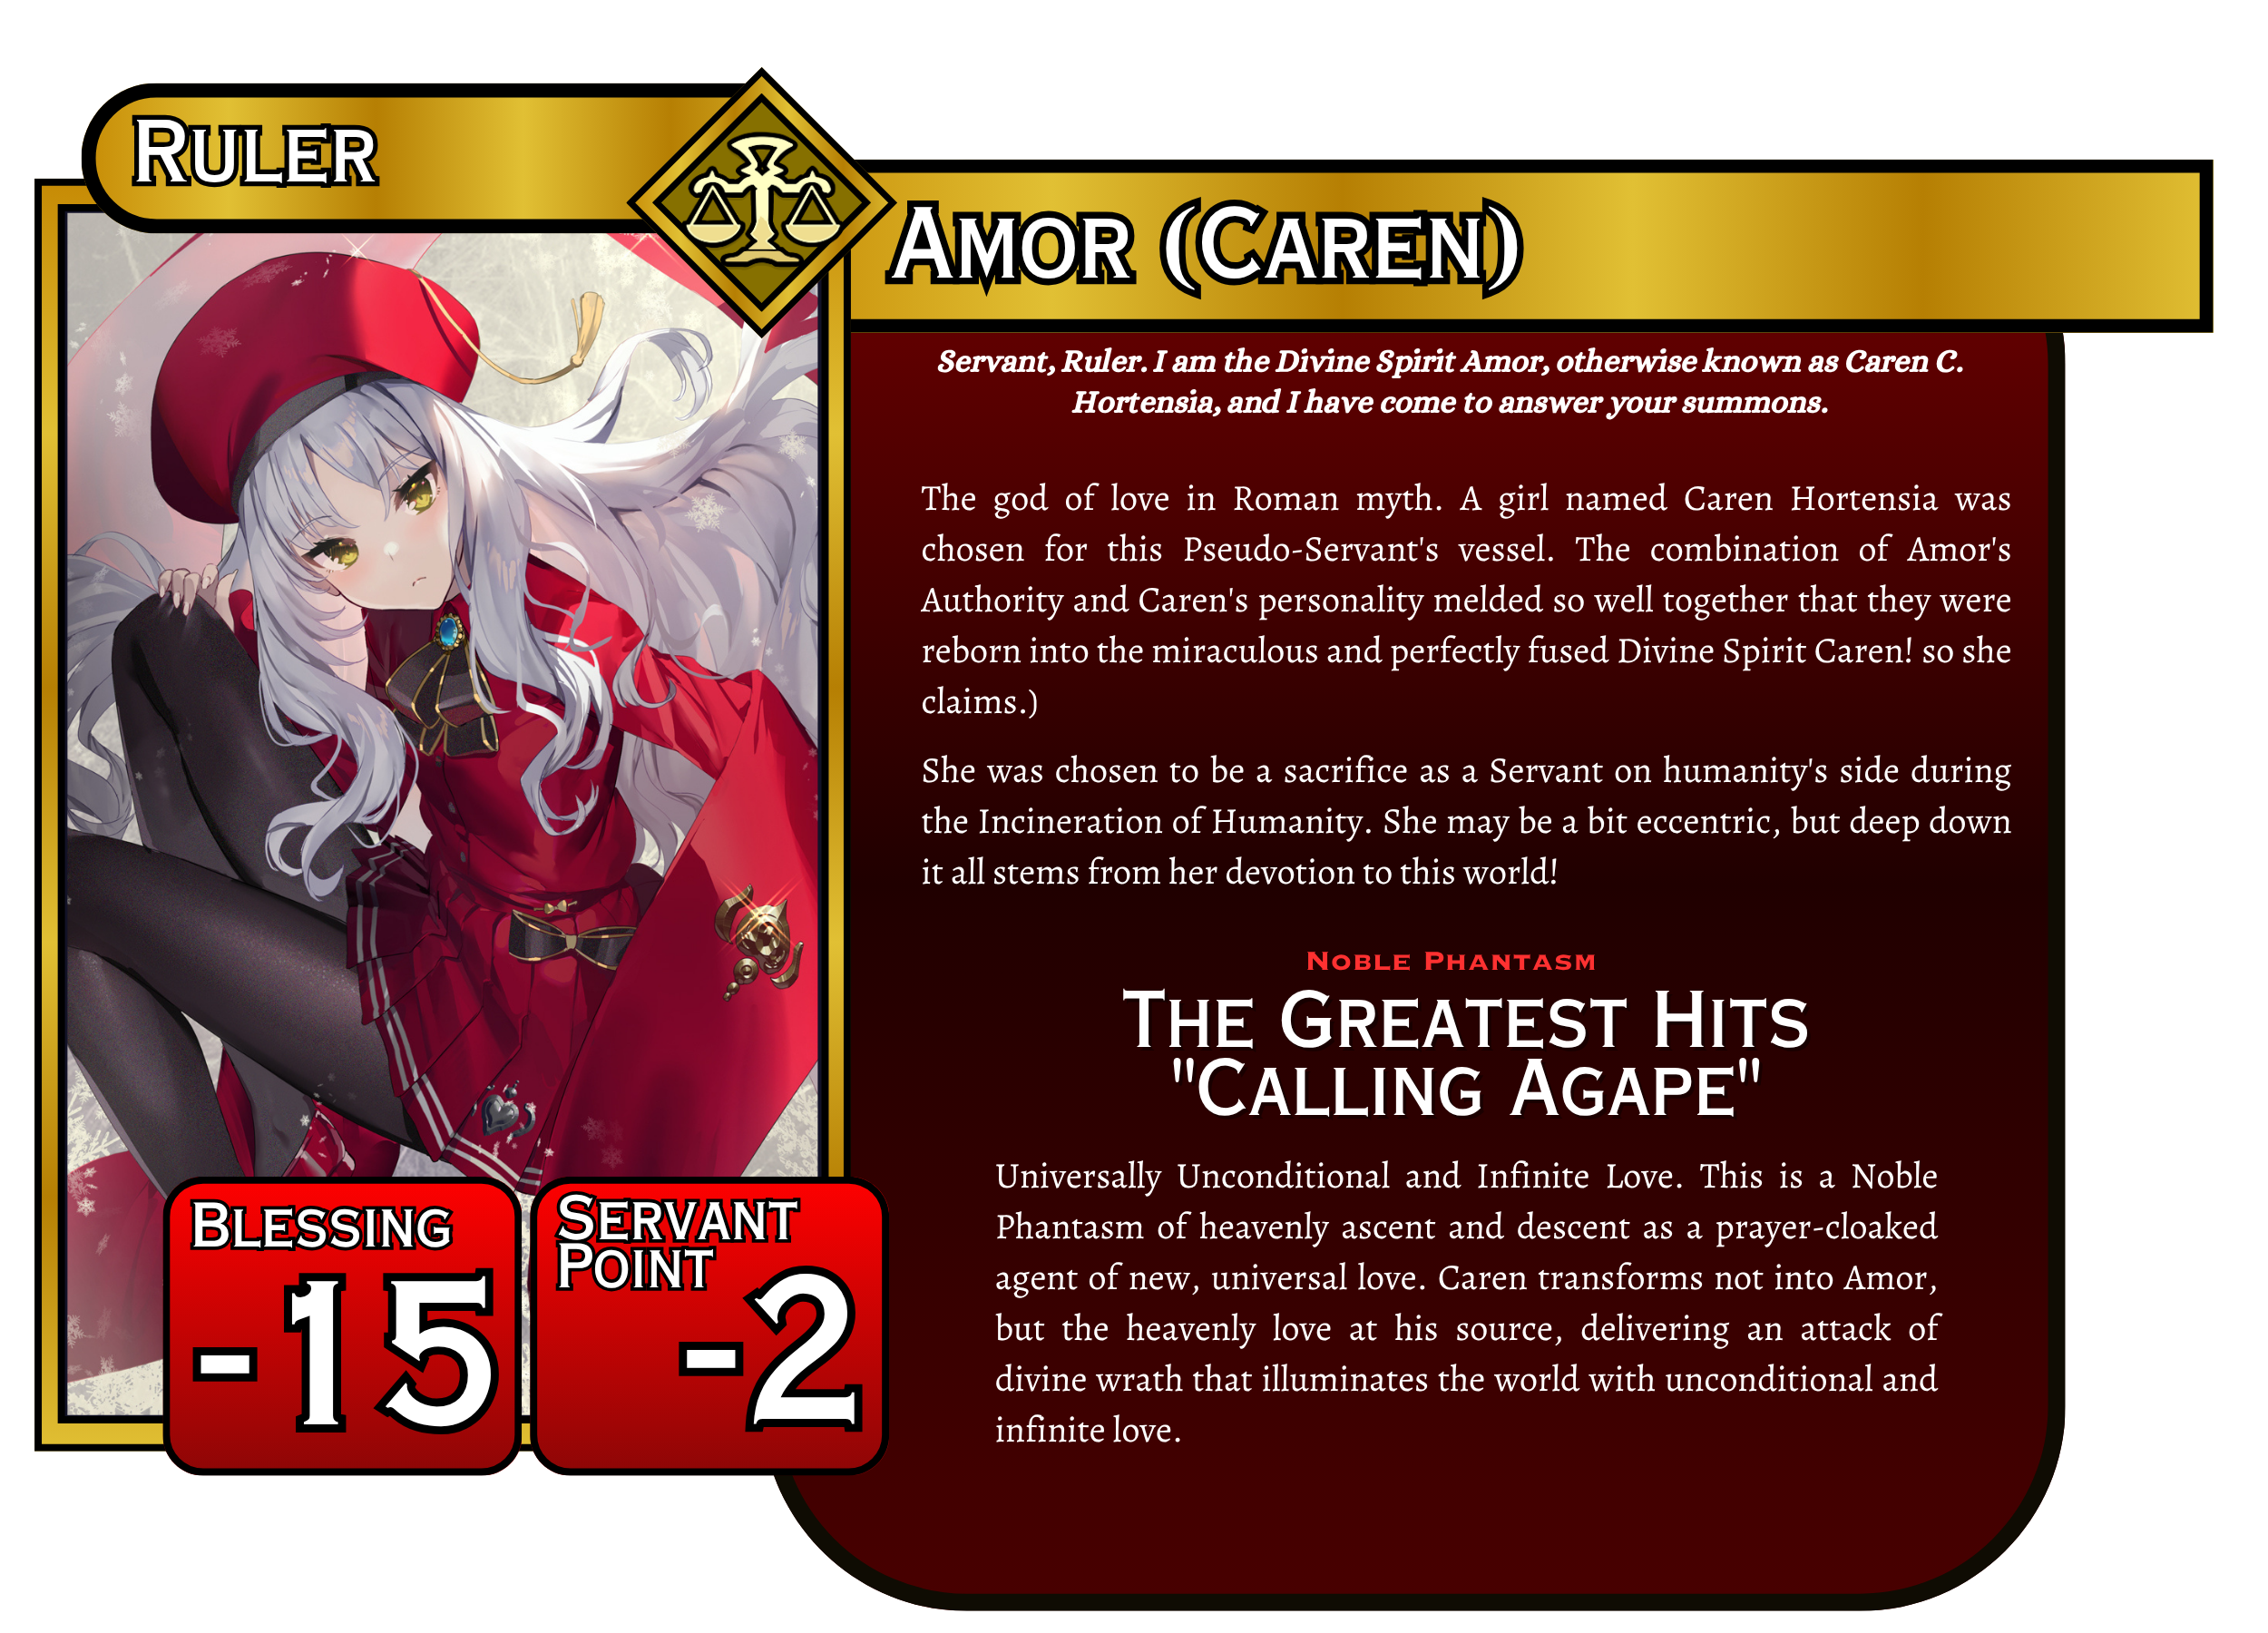 Ruler
Amor (Caren)
Servant, Ruler. I am the Divine Spirit Amor, otherwise known as Caren C.
Hortensia, and I have come to answer your summons.
The god of love in Roman myth. A girl named Caren Hortensia was
chosen for this Pseudo-Servant's vessel. The combination of Amor's
Authority and Caren's personality melded so well together that they were
reborn into the miraculous and perfectly fused Divine Spirit Caren! so she
claims.)
She was chosen to be a sacrifice as a Servant on humanity's side during
the Incineration of Humanity. She may be a bit eccentric, but deep down
it all stems from her devotion to this world!
Noble Phantasm
The Greatest Hits
"Calling Agape"
Universally Unconditional and Infinite Love. This is a Noble
Phantasm of heavenly ascent and descent as a prayer-cloaked
agent of new, universal love. Caren transforms not into Amor,
but the heavenly love at his source, delivering an attack of
divine wrath that illuminates the world with unconditional and
infinite love.
Blessing
-15
Servant
Point
-2